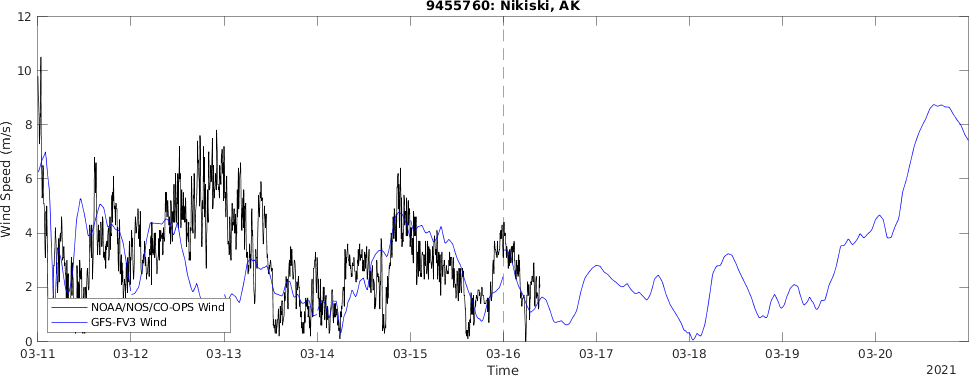 9455760: Nikiski, AK
12
10
8
6
4
2
0
Wind Speed (m/s)
NOAA/NOS/CO-OPS Wind
GFS-FV3 Wind
03-11 03-12 03-13 03-14 03-15 03-16 03-17 03-18 03-19 03-20
Time
2021